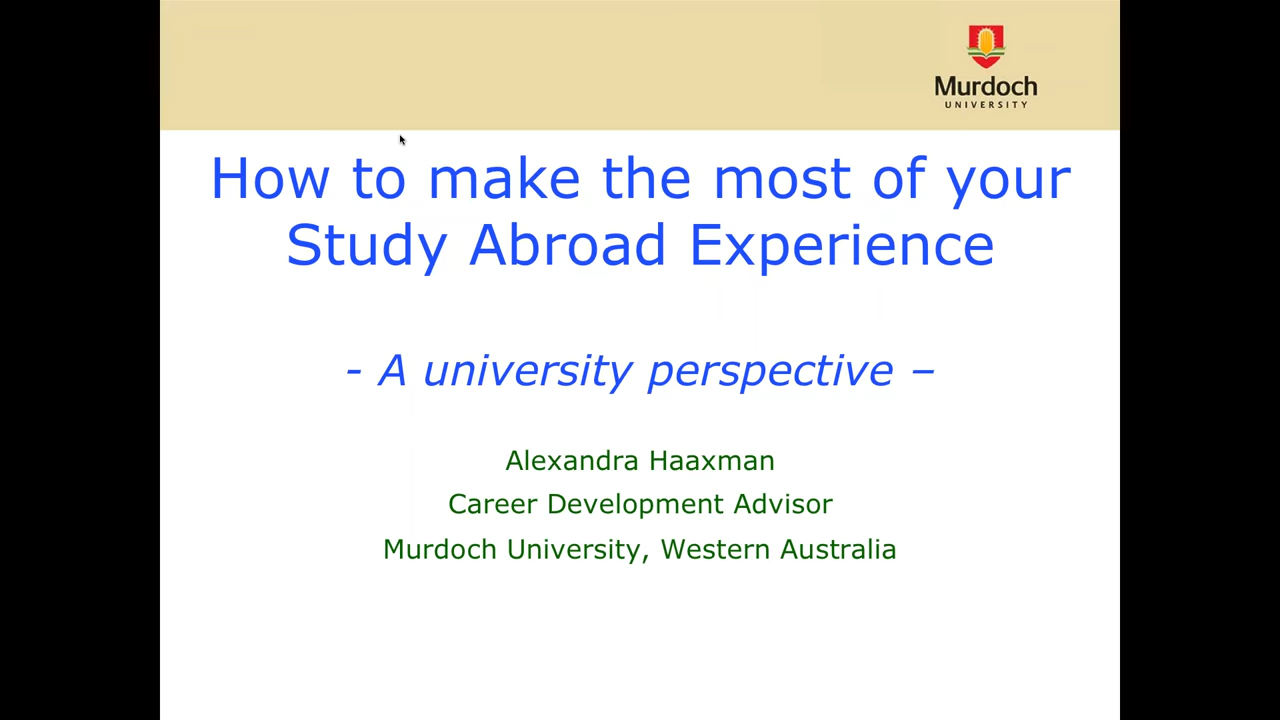 Murdoch
UNIVERSITY
How to make the most of your
Study Abroad Experience
- A university perspective –
Alexandra Haaxman
Career Development Advisor
Murdoch University, Western Australia